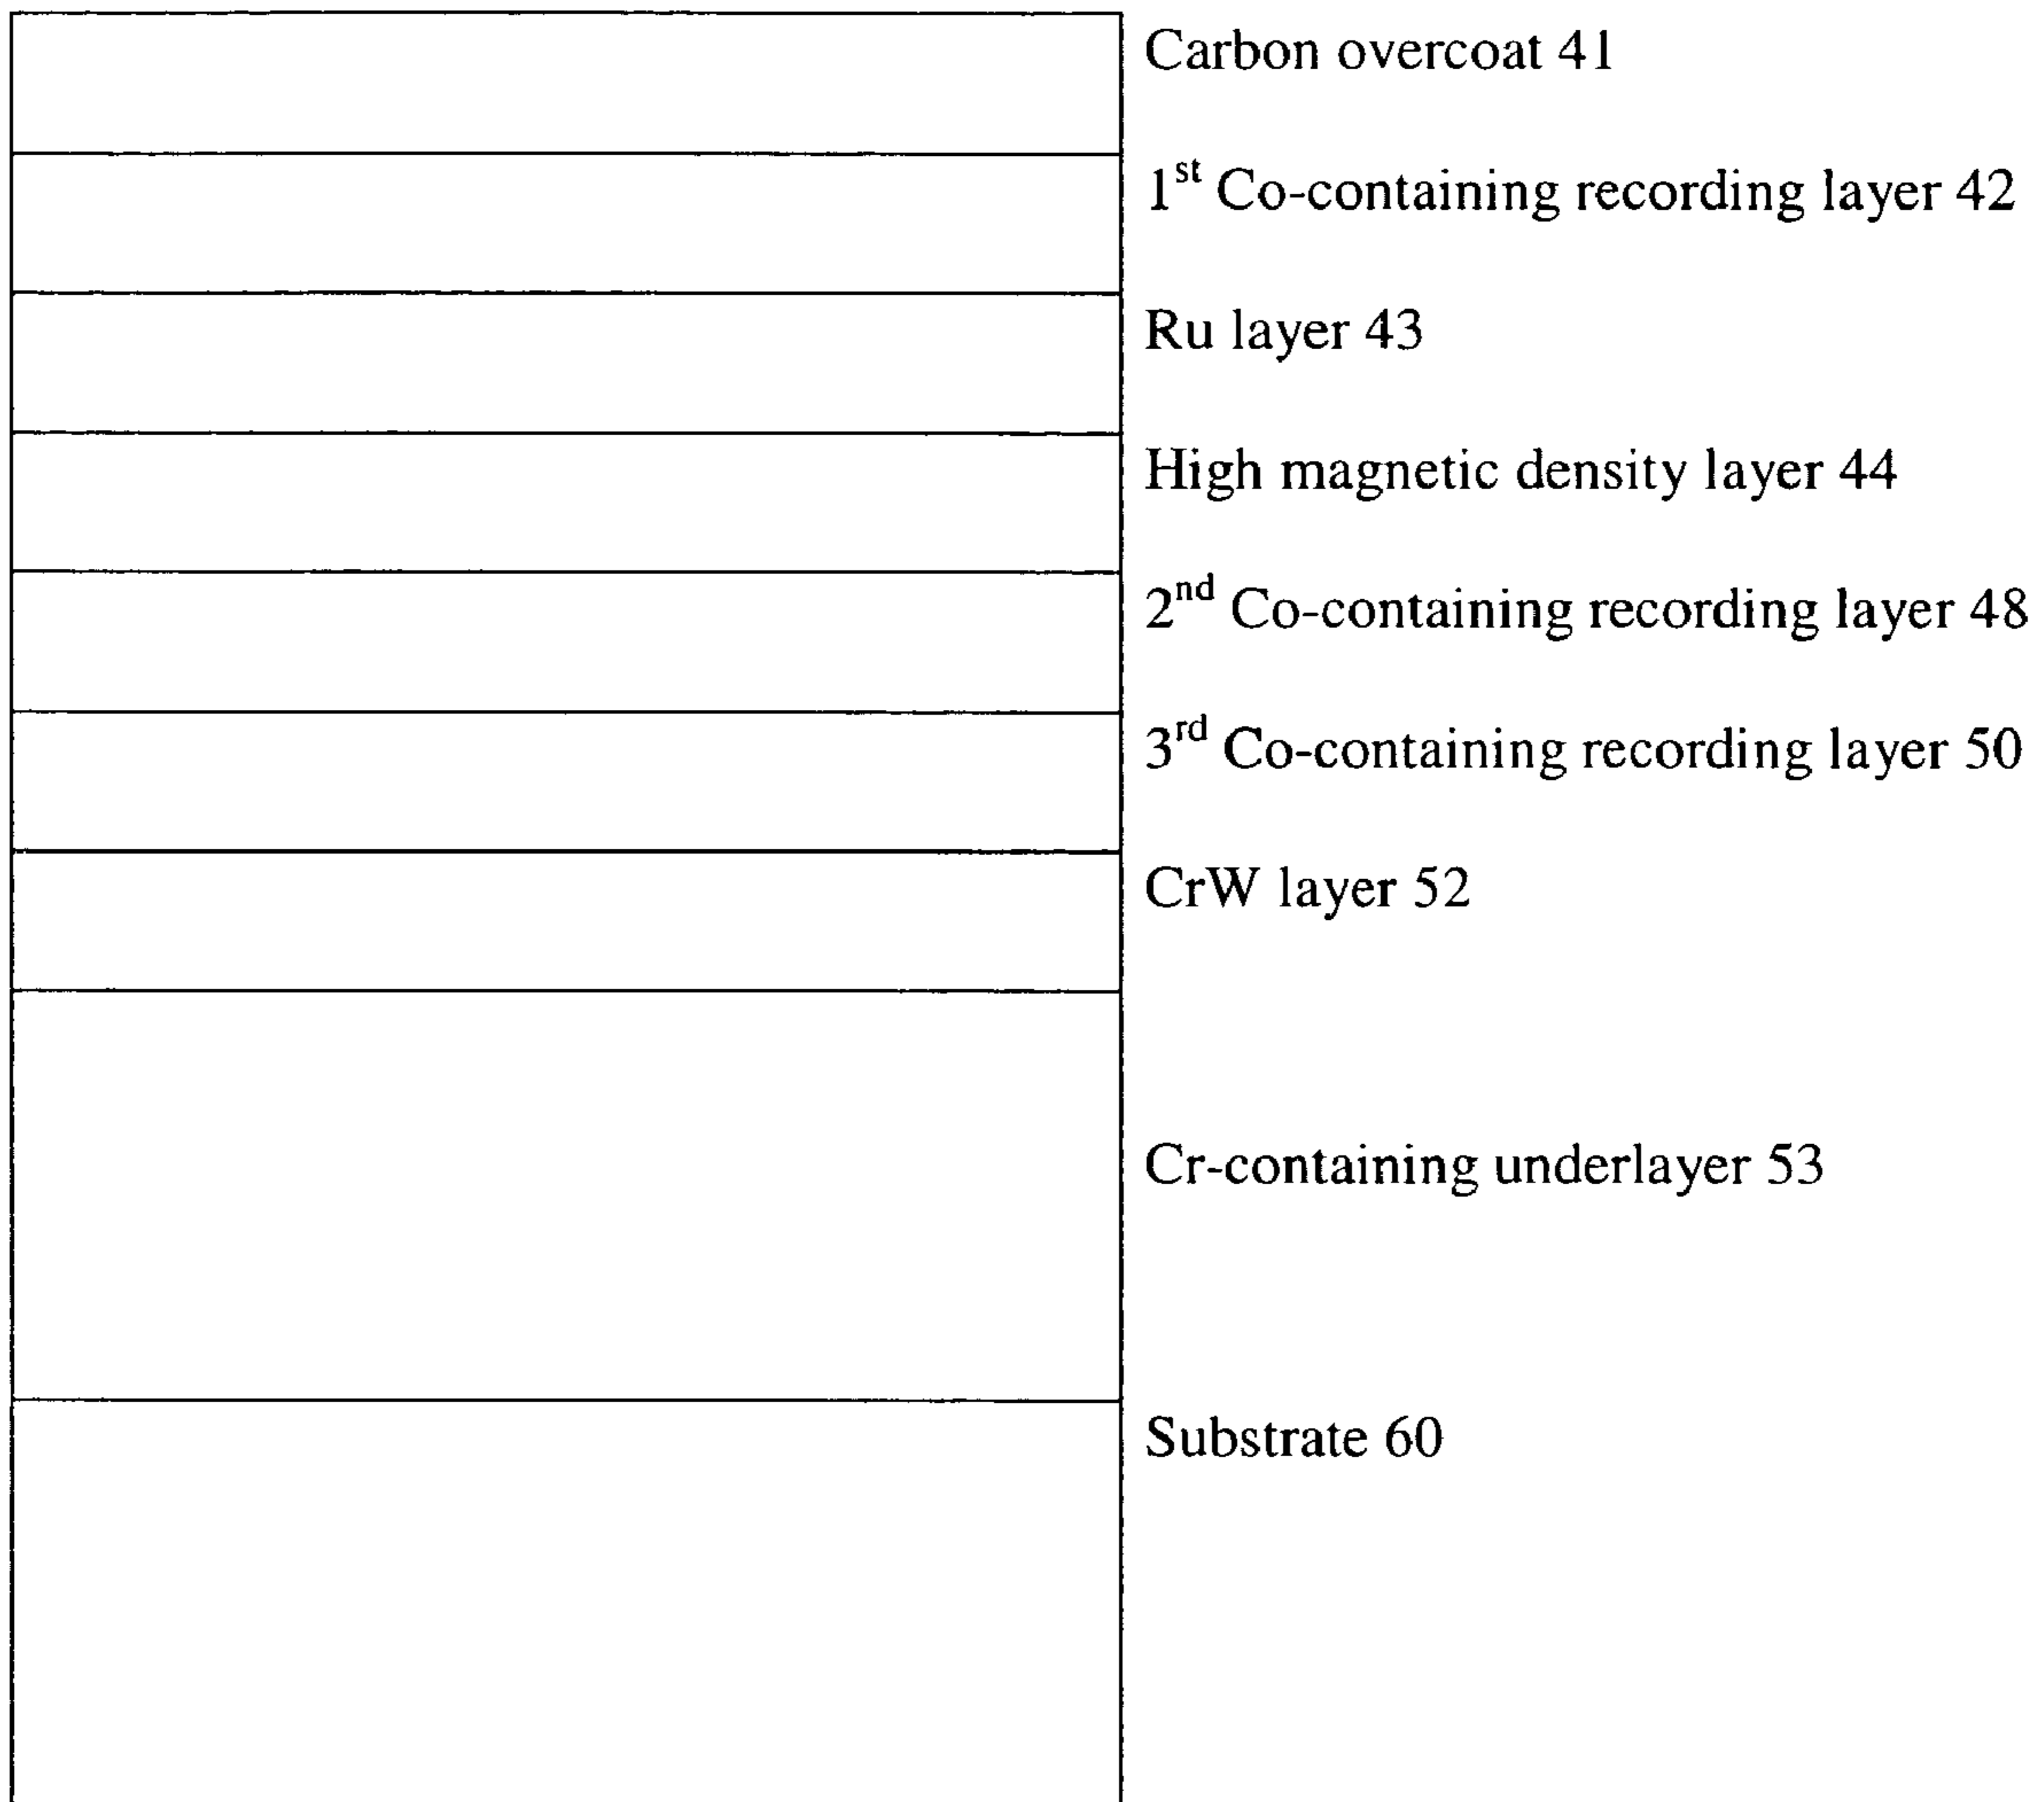 Carbon overcoat 41
1st Co-containing recording layer 42
Ru layer 43
High magnetic density layer 44
2nd Co-containing recording layer 48
3rd Co-containing recording layer 50
CrW layer 52
Cr-containing underlayer 53
Substrate 60